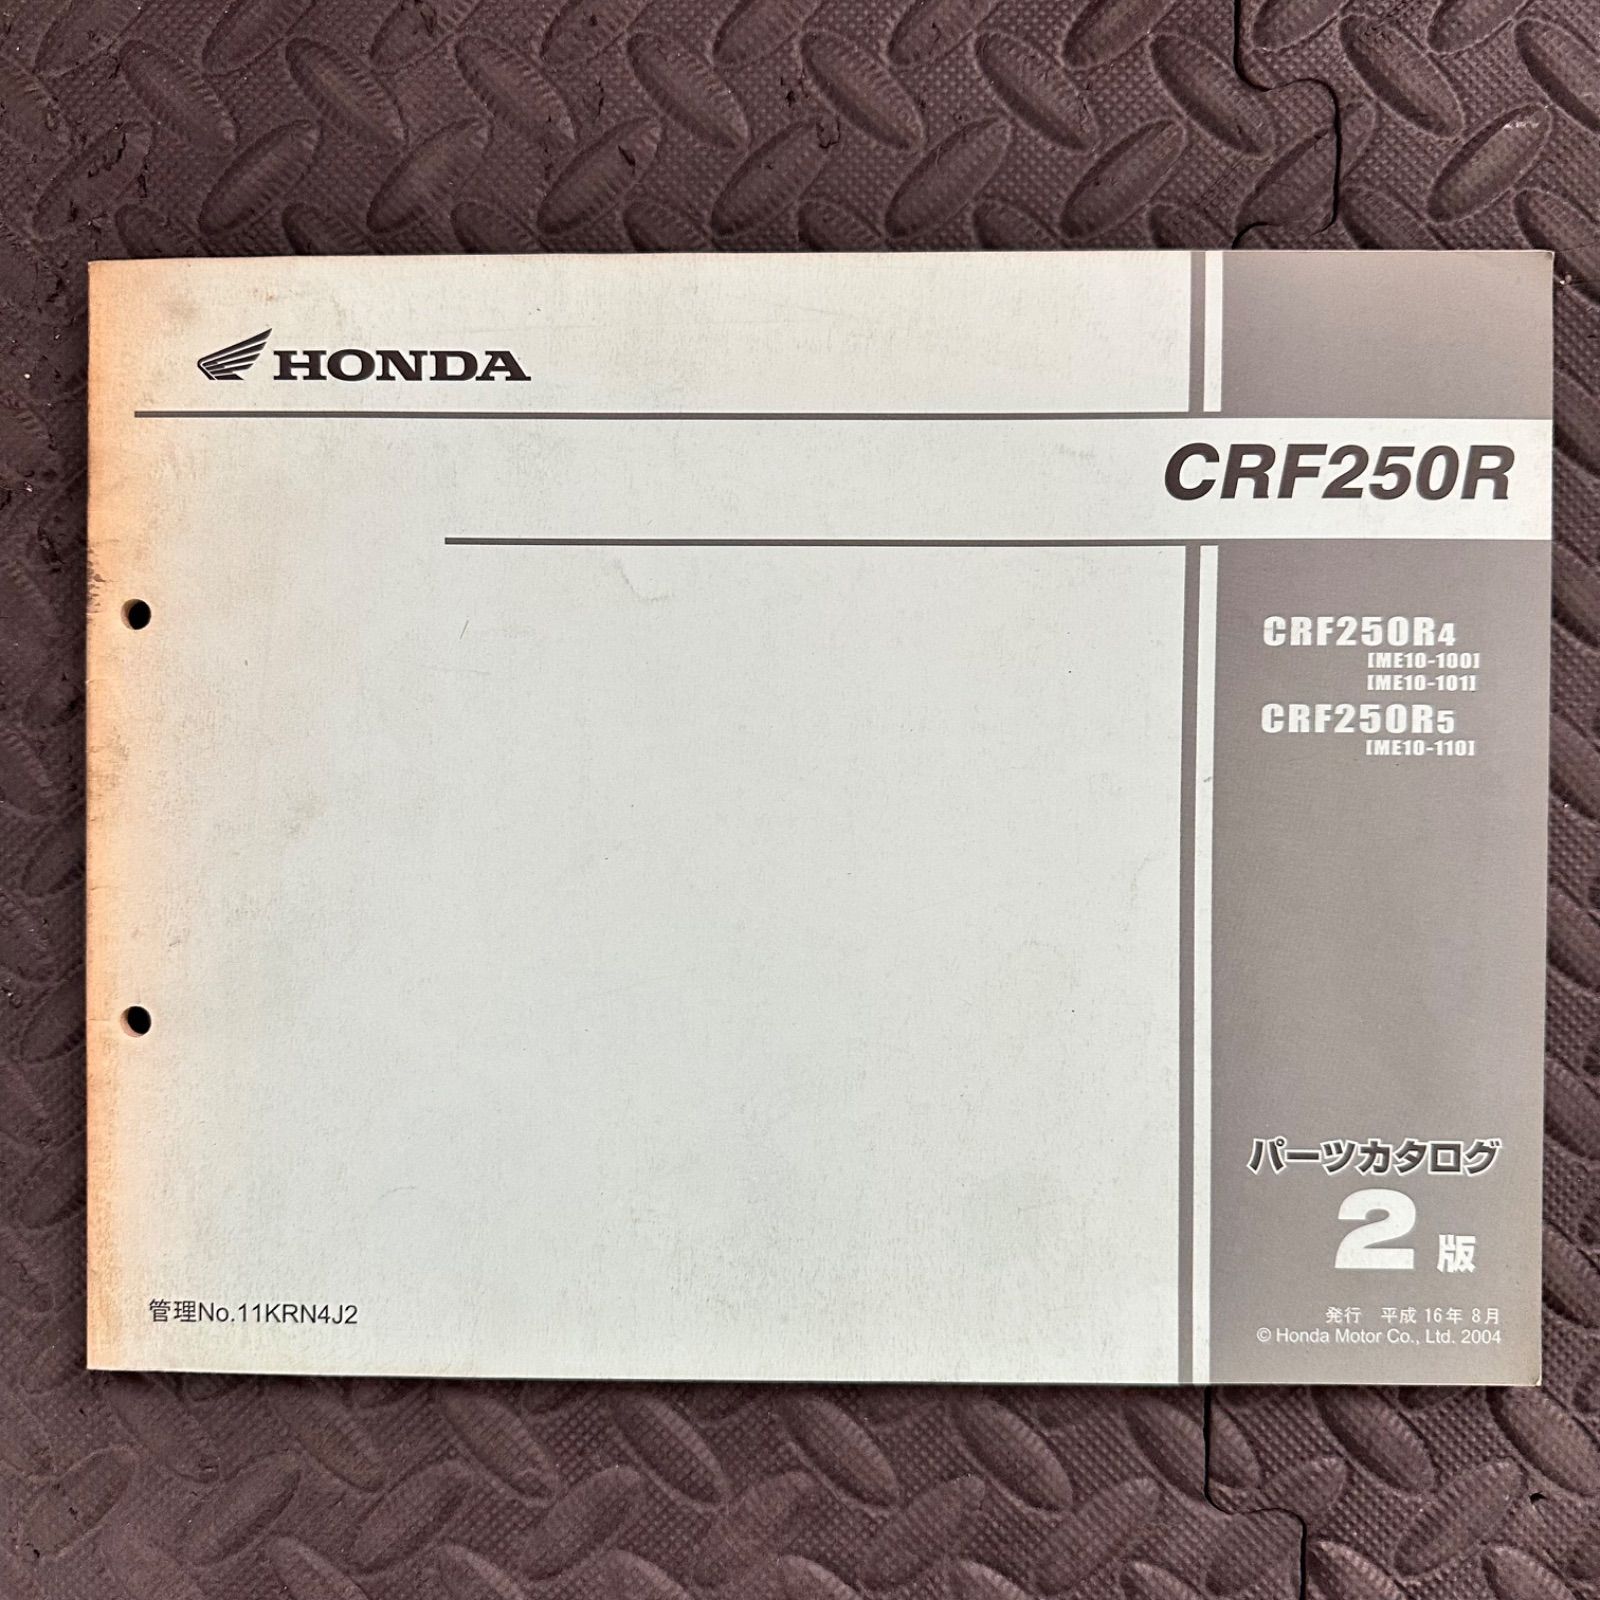 HONDA
CRF250R
CRF250R4
[ME10-100]
[ME10-101]
CRF250R5
[ME10-110]
パーツカタログ
2版
管理No.11KRN4J2
発行 平成 16年 8月
© Honda Motor Co., Ltd. 2004